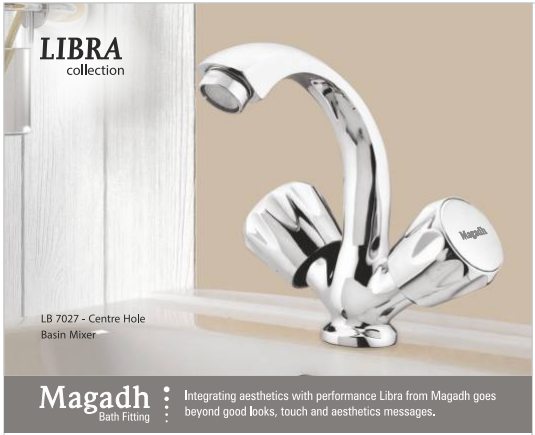 LIBRA
collection
Magadh
LB 7027 - Centre Hole
Basin Mixer
Magadh
Bath Fitting
Integrating aesthetics with performance Libra from Magadh goes
beyond good looks, touch and aesthetics messages.